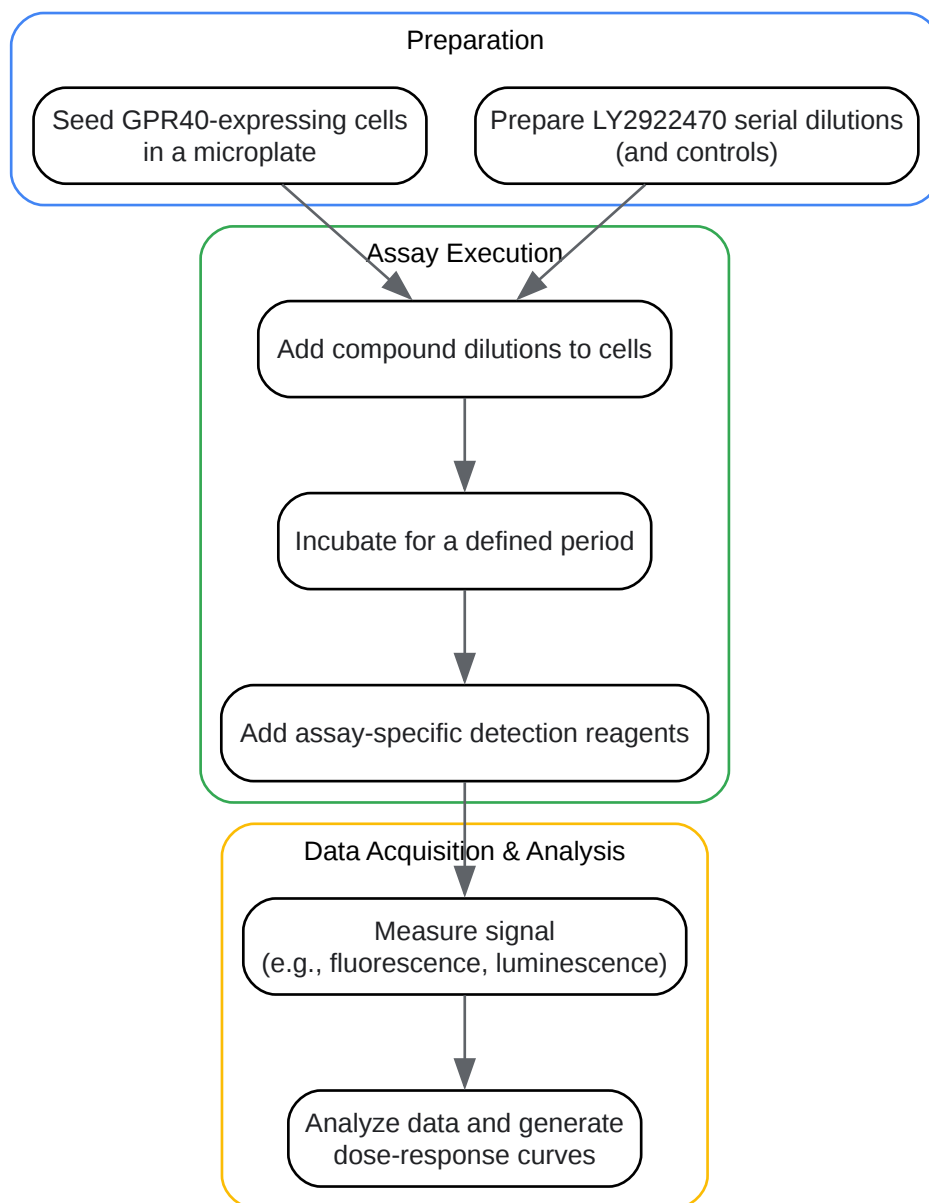 Preparation
Seed GPR40-expressing cells
in a microplate
Prepare LY2922470 serial dilutions
(and controls)
Assay Execution
Add compound dilutions to cells
Incubate for a defined period
Add assay-specific detection reagents
Data Acquisition & Analysis
Measure signal
(e.g., fluorescence, luminescence)
Analyze data and generate
dose-response curves